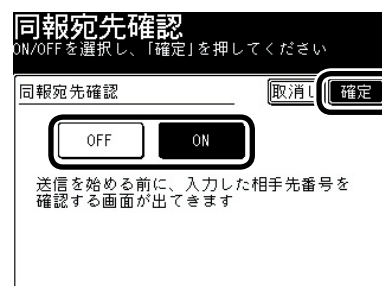 同報宛先確認
ON/OFFを選択し、「確定」を押してください
同報宛先確認 取消し 確定
OFF ON
送信を始める前に、入力した相手先番号を
確認する画面が出てきます